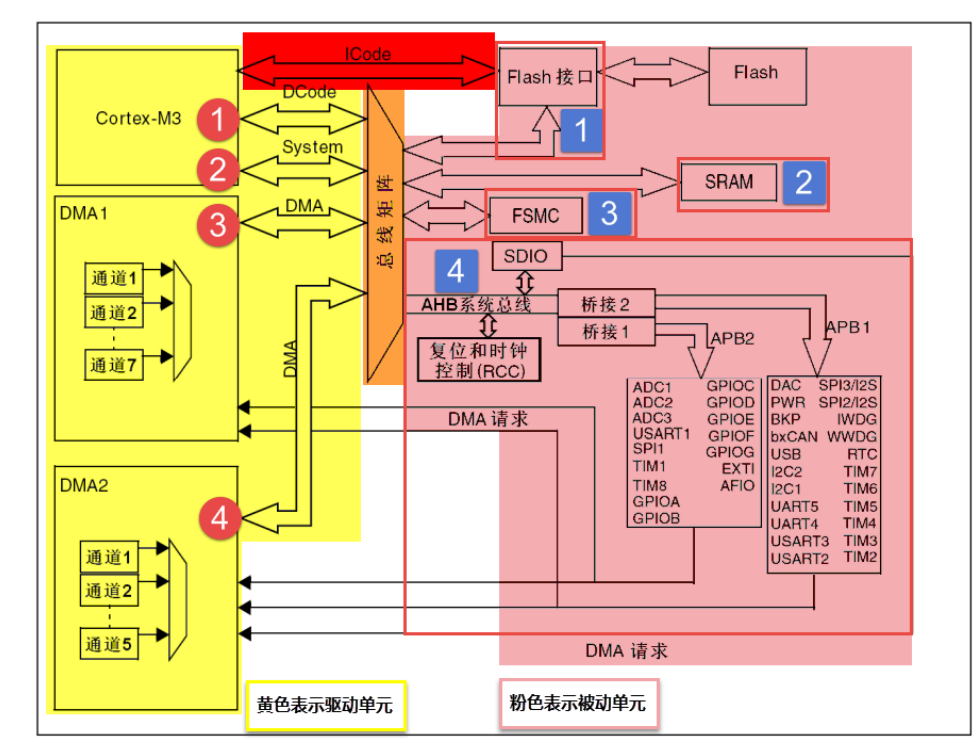 ICode
Cortex-M3
1
DCode
2
System
Flash 接口
1
Flash
SRAM
2
DMA1
3
DMA
通道1
通道2
通道7
总线矩阵
FSMC
3
4
SDIO
AHB系统总线
桥接 2
桥接 1
复位和时钟
控制(RCC)
APB2
APB1
DMA
DMA 请求
ADC1 GPIOC
ADC2 GPIOD
ADC3 GPIOE
USART1 GPIOF
SPI1 GPIOG
TIM1 EXTI
TIM8 AFIO
GPIOA
GPIOB
DAC SPI3/I2S
PWR SPI2/I2S
BKP IWDG
bxCAN WWDG
USB RTC
I2C2 TIM7
I2C1 TIM6
UART5 TIM5
UART4 TIM4
USART3 TIM3
USART2 TIM2
DMA2
4
通道1
通道2
通道5
DMA 请求
黄色表示驱动单元
粉色表示被动单元